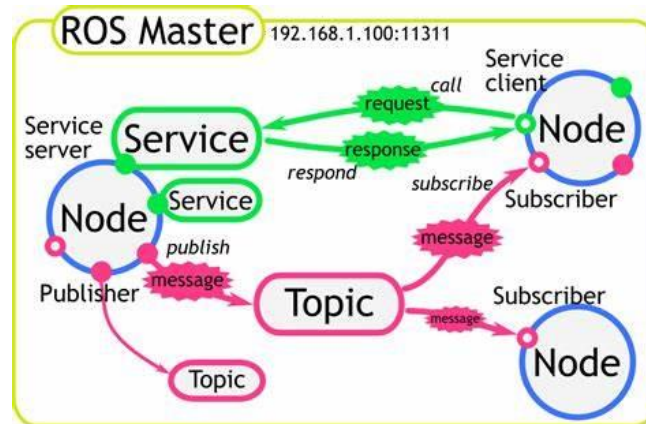 ROS Master
192.168.1.100:11311
Service
client
call
request
Service
server
Service
Node
response
respond
subscribe
Node
Service
Subscriber
publish
message
message
Publisher
Topic
Subscriber
message
Node
Topic